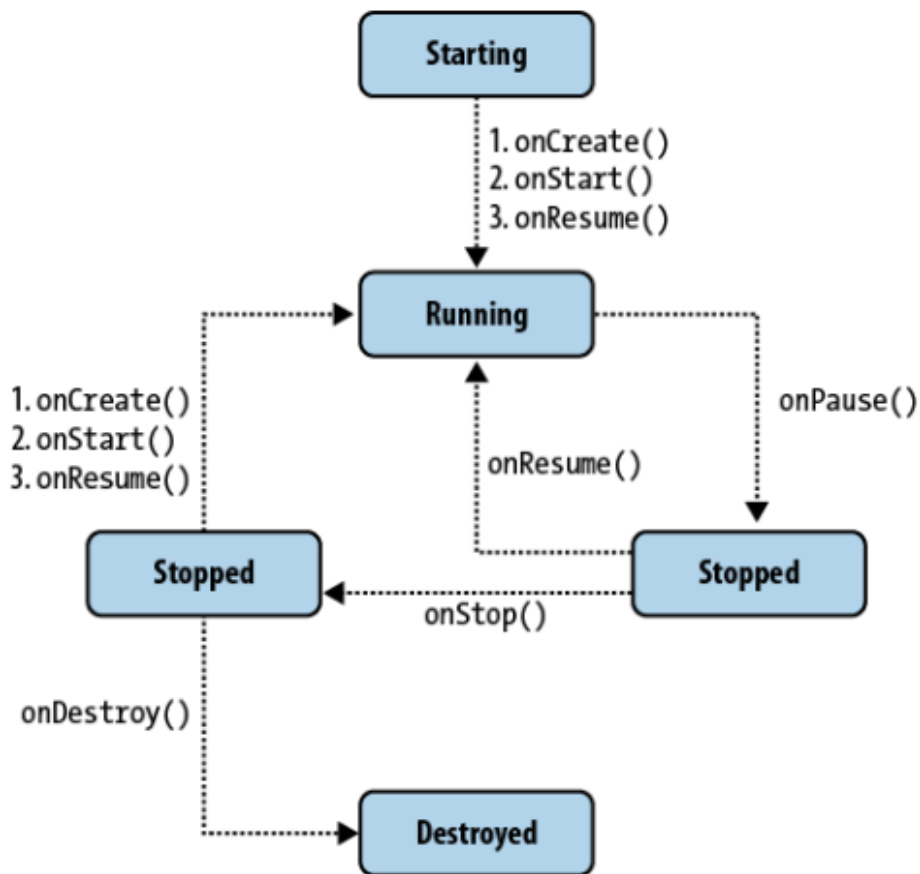 Starting
1. onCreate()
2. onStart()
3. onResume()
Running
1. onCreate()
2. onStart()
3. onResume()
onResume()
onPause()
Stopped
Stopped
onStop()
onDestroy()
Destroyed